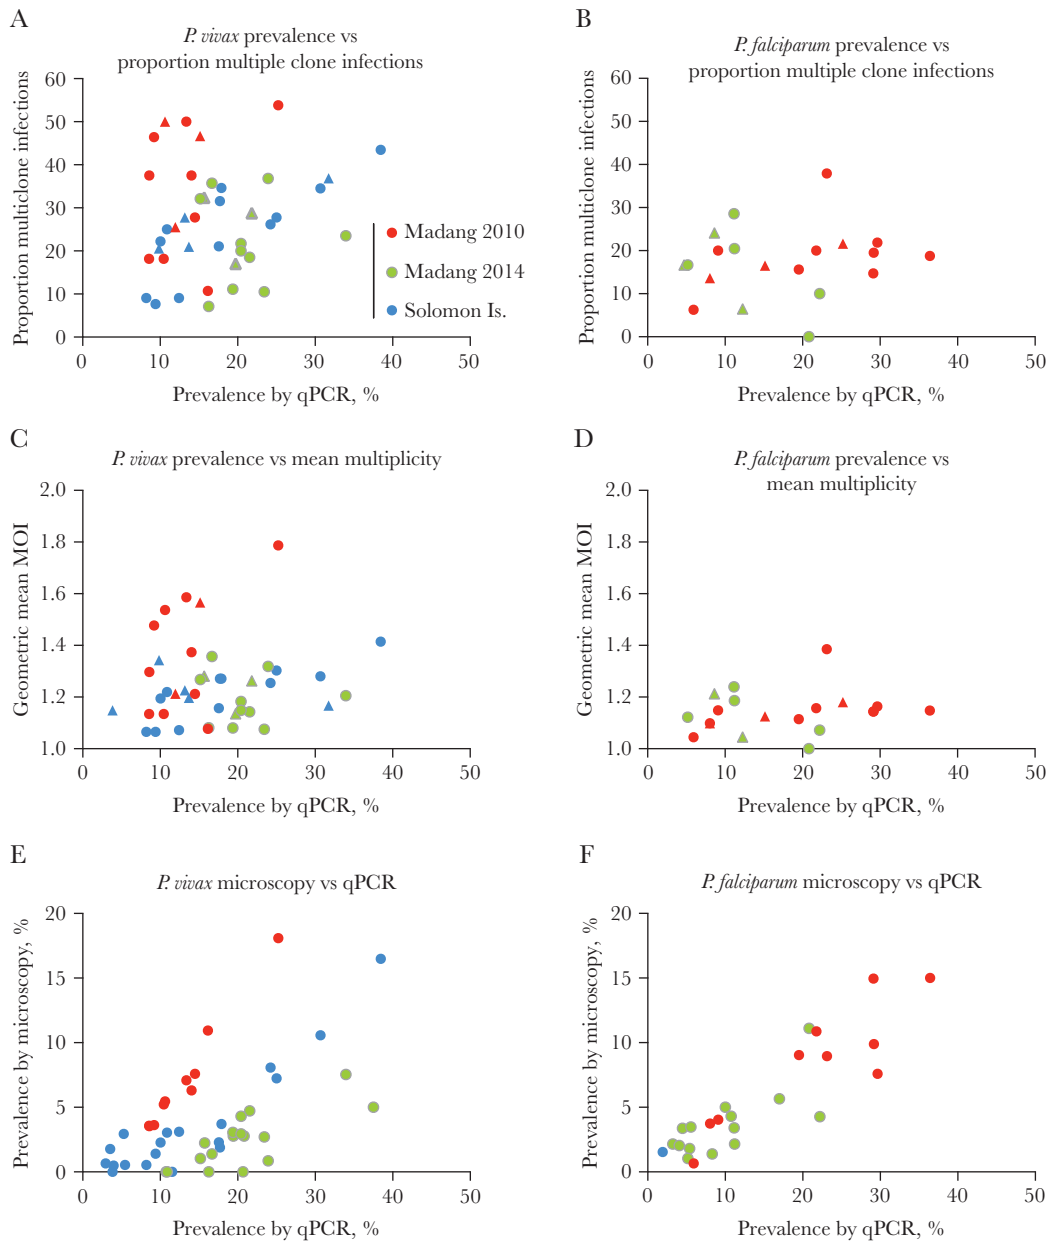 A
P. vivax prevalence vs
proportion multiple clone infections
Proportion multiclone infections
60
50
40
30
20
10
0
0 10 20 30 40 50
Prevalence by qPCR, %
Madang 2010
Madang 2014
Solomon Is.
B
P. falciparum prevalence vs
proportion multiple clone infections
Proportion multiclone infections
60
50
40
30
20
10
0
0 10 20 30 40 50
Prevalence by qPCR, %
C
P. vivax prevalence vs mean multiplicity
Geometric mean MOI
2.0
1.8
1.6
1.4
1.2
1.0
0 10 20 30 40 50
Prevalence by qPCR, %
D
P. falciparum prevalence vs
mean multiplicity
Geometric mean MOI
2.0
1.8
1.6
1.4
1.2
1.0
0 10 20 30 40 50
Prevalence by qPCR, %
E
P. vivax microscopy vs qPCR
Prevalence by microscopy, %
20
15
10
5
0
0 10 20 30 40 50
Prevalence by qPCR, %
F
P. falciparum microscopy vs qPCR
Prevalence by microscopy, %
20
15
10
5
0
0 10 20 30 40 50
Prevalence by qPCR, %